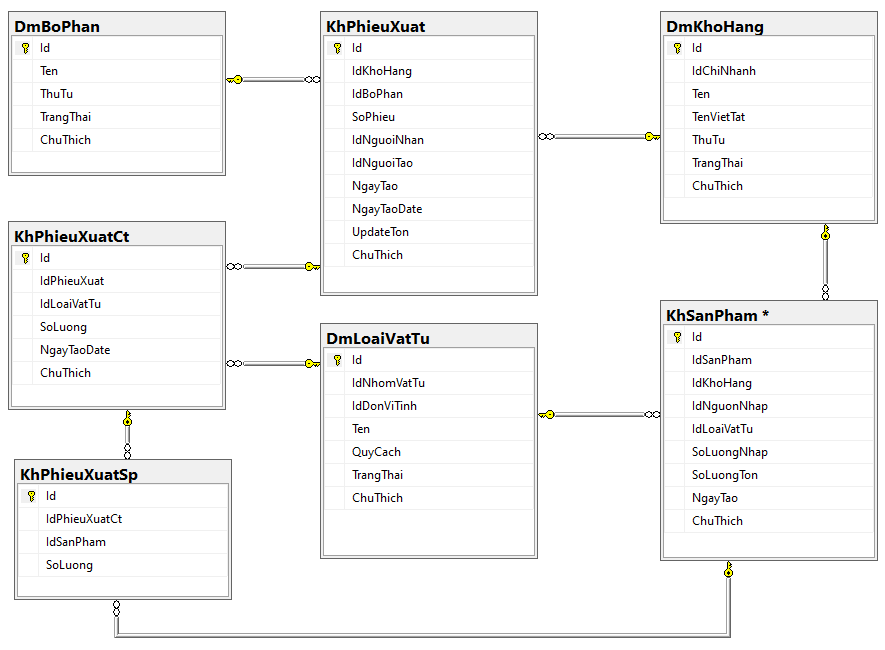 DmBoPhan
Id
Ten
ThuTu
TrangThai
ChuThich
KhPhieuXuat
Id
IdKhoHang
IdBoPhan
SoPhieu
IdNguoiNhan
IdNguoiTao
NgayTao
NgayTaoDate
UpdateTon
ChuThich
DmKhoHang
Id
IdChiNhanh
Ten
TenVietTat
ThuTu
TrangThai
ChuThich
KhPhieuXuatCt
Id
IdPhieuXuat
IdLoaiVatTu
SoLuong
NgayTaoDate
ChuThich
DmLoaiVatTu
Id
IdNhomVatTu
IdDonViTinh
Ten
QuyCach
TrangThai
ChuThich
KhSanPham *
Id
IdSanPham
IdKhoHang
IdNguonNhap
IdLoaiVatTu
SoLuongNhap
SoLuongTon
NgayTao
ChuThich
KhPhieuXuatSp
Id
IdPhieuXuatCt
IdSanPham
SoLuong